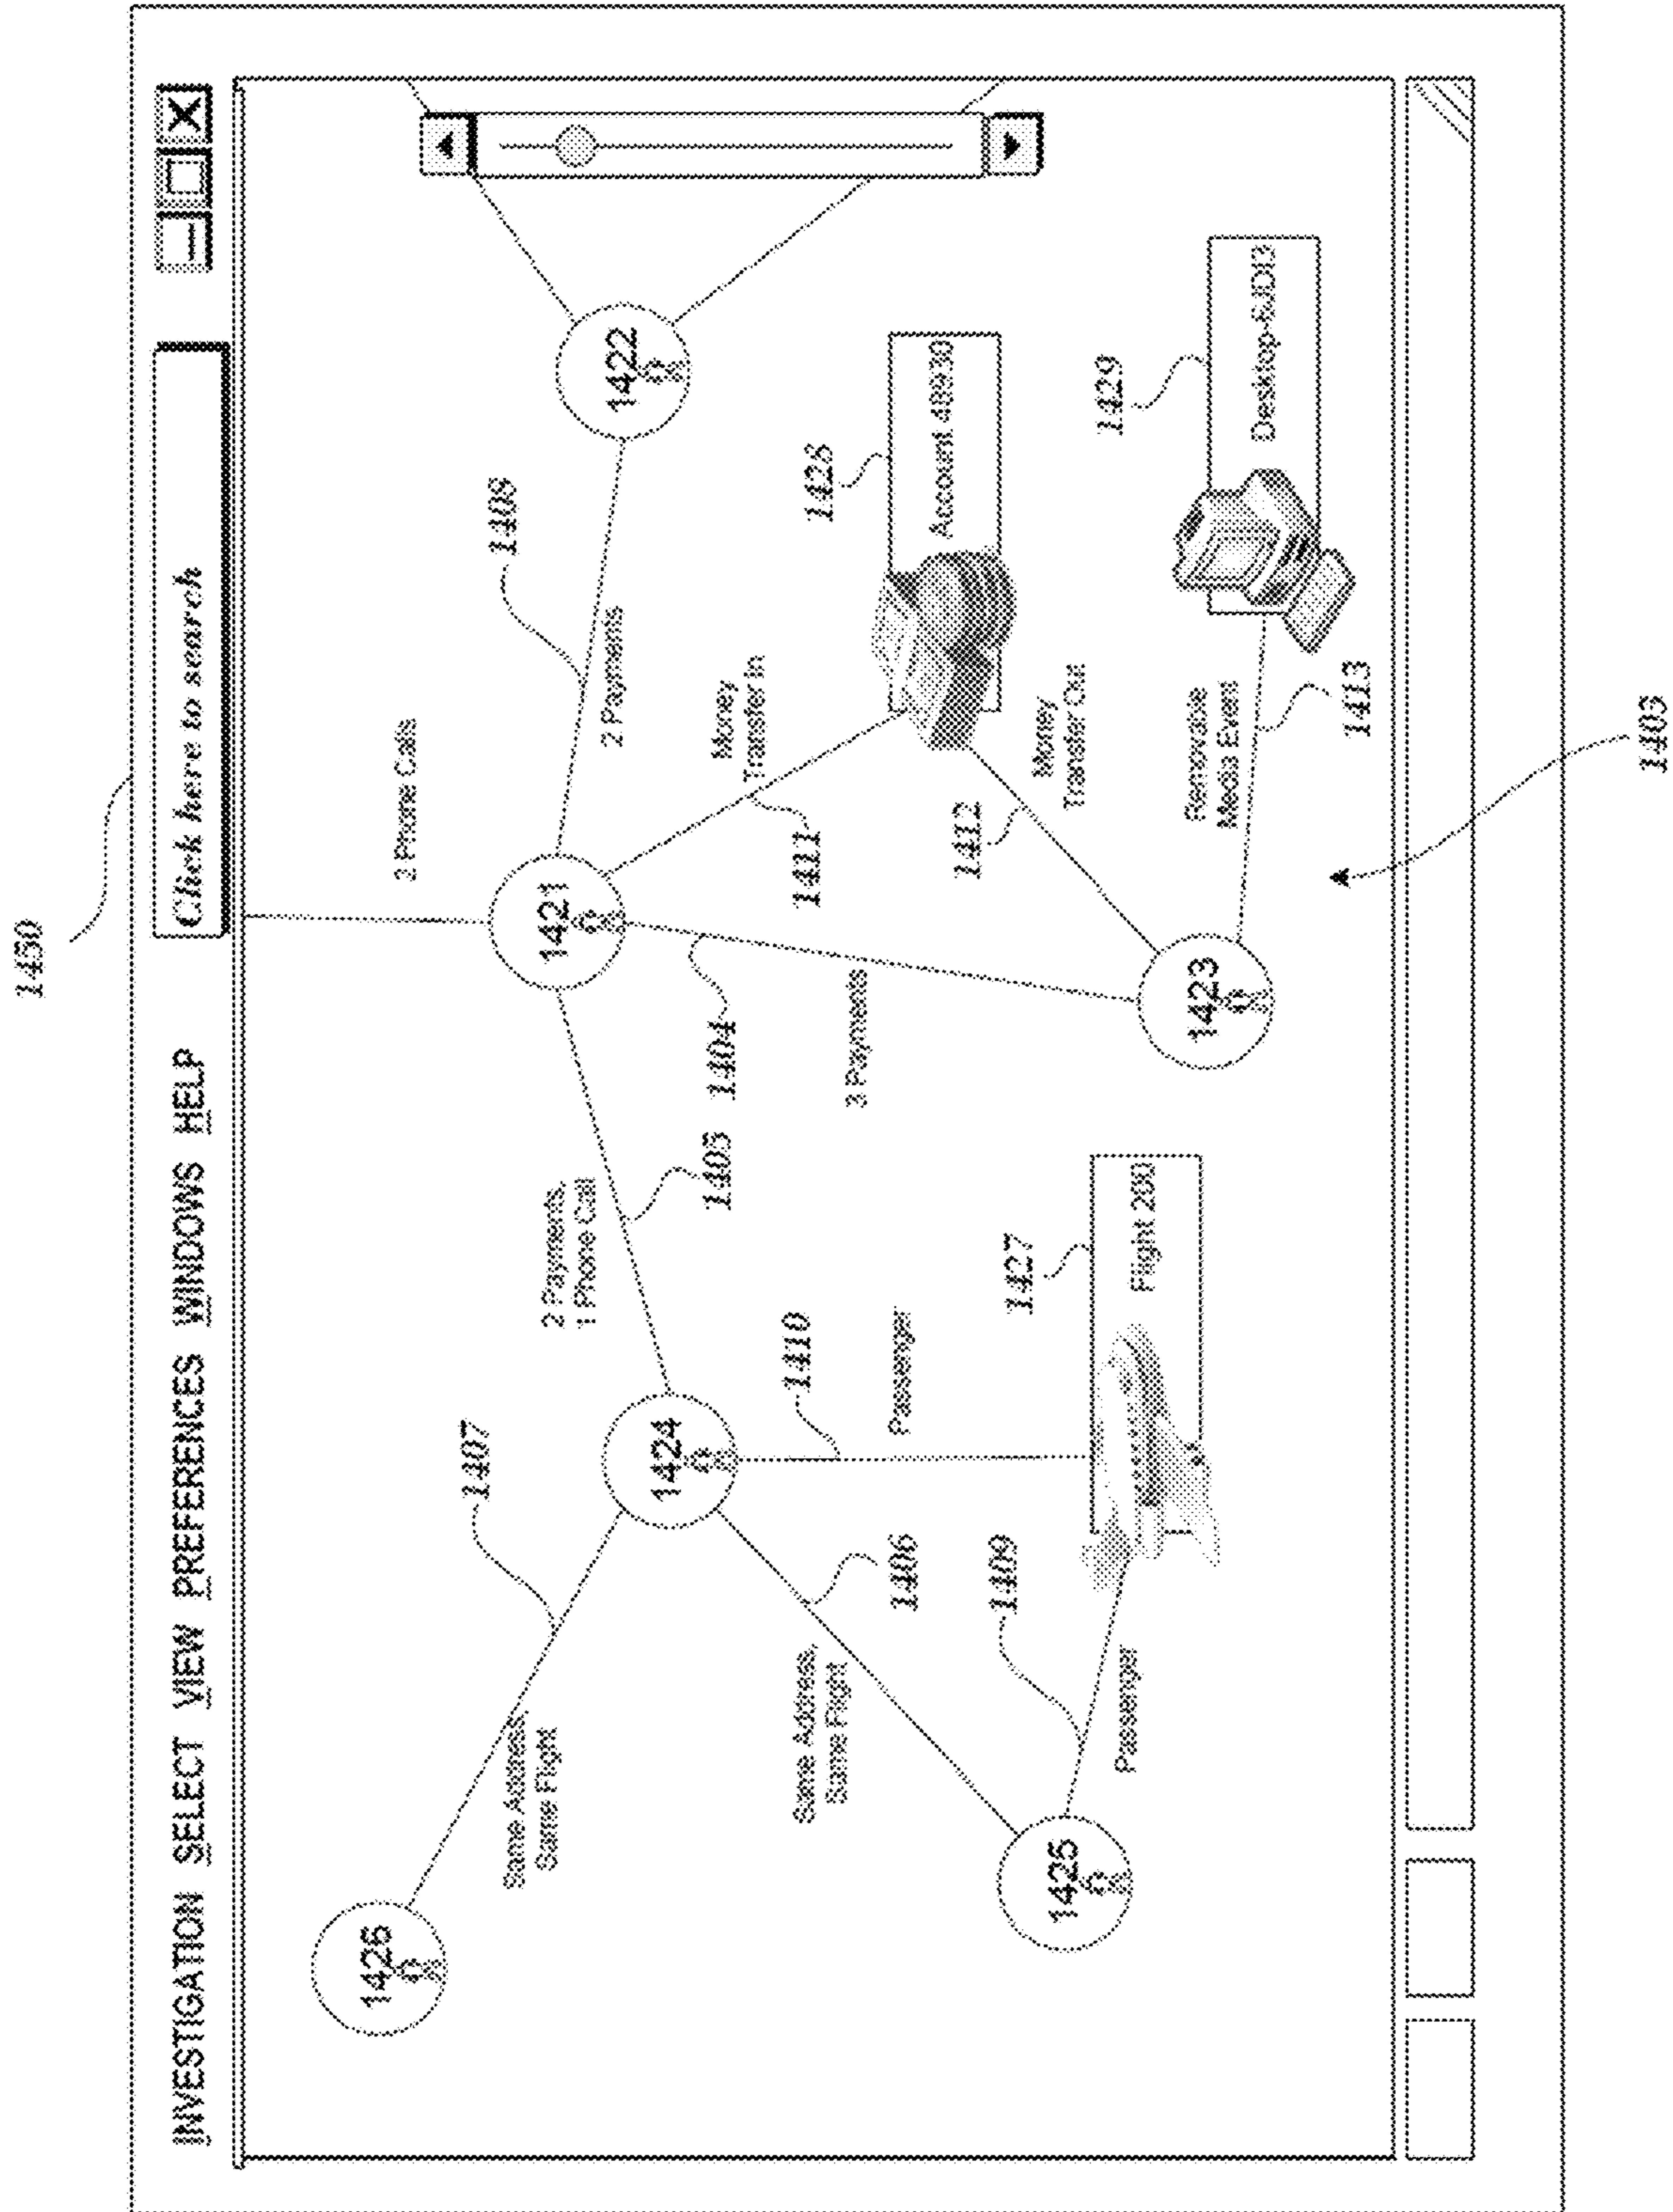 1450
INVESTIGATION SELECT VIEW PREFERENCES WINDOWS HELP
Click here to search
2 Phone Calls
1426
1407
Same Address,
Same Flight
1424
2 Payments,
1 Phone Call
1405
1421
1408
2 Payments
1422
1404
3 Payments
Money
Transfer In
1411
1428
Account 48930
1410
Passenger
1406
Same Address,
Same Flight
1412
Money
Transfer Out
1427
Flight 200
1409
Passenger
1425
1423
Removable
Media Event
1413
1429
1403